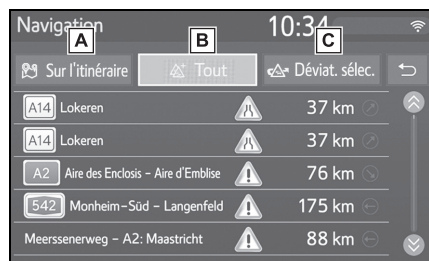 Navigation 10:34
A B C
Sur l'itinéraire Tout Déviat. sélec.
A14 Lokeren 37 km
A14 Lokeren 37 km
A2 Aire des Enclosis – Aire d'Emblise 76 km
542 Monheim–Süd – Langenfeld 175 km
Meerssenerweg – A2: Maastricht 88 km